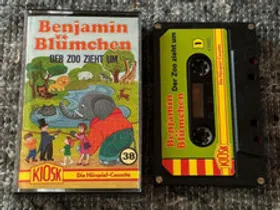 Benjamin
Blümchen
DER ZOO ZIEHT UM
38
KIOSK
Die Hörspiel-Cassette
Benjamin
Blümchen
Der Zoo zieht um
1
KIOSK